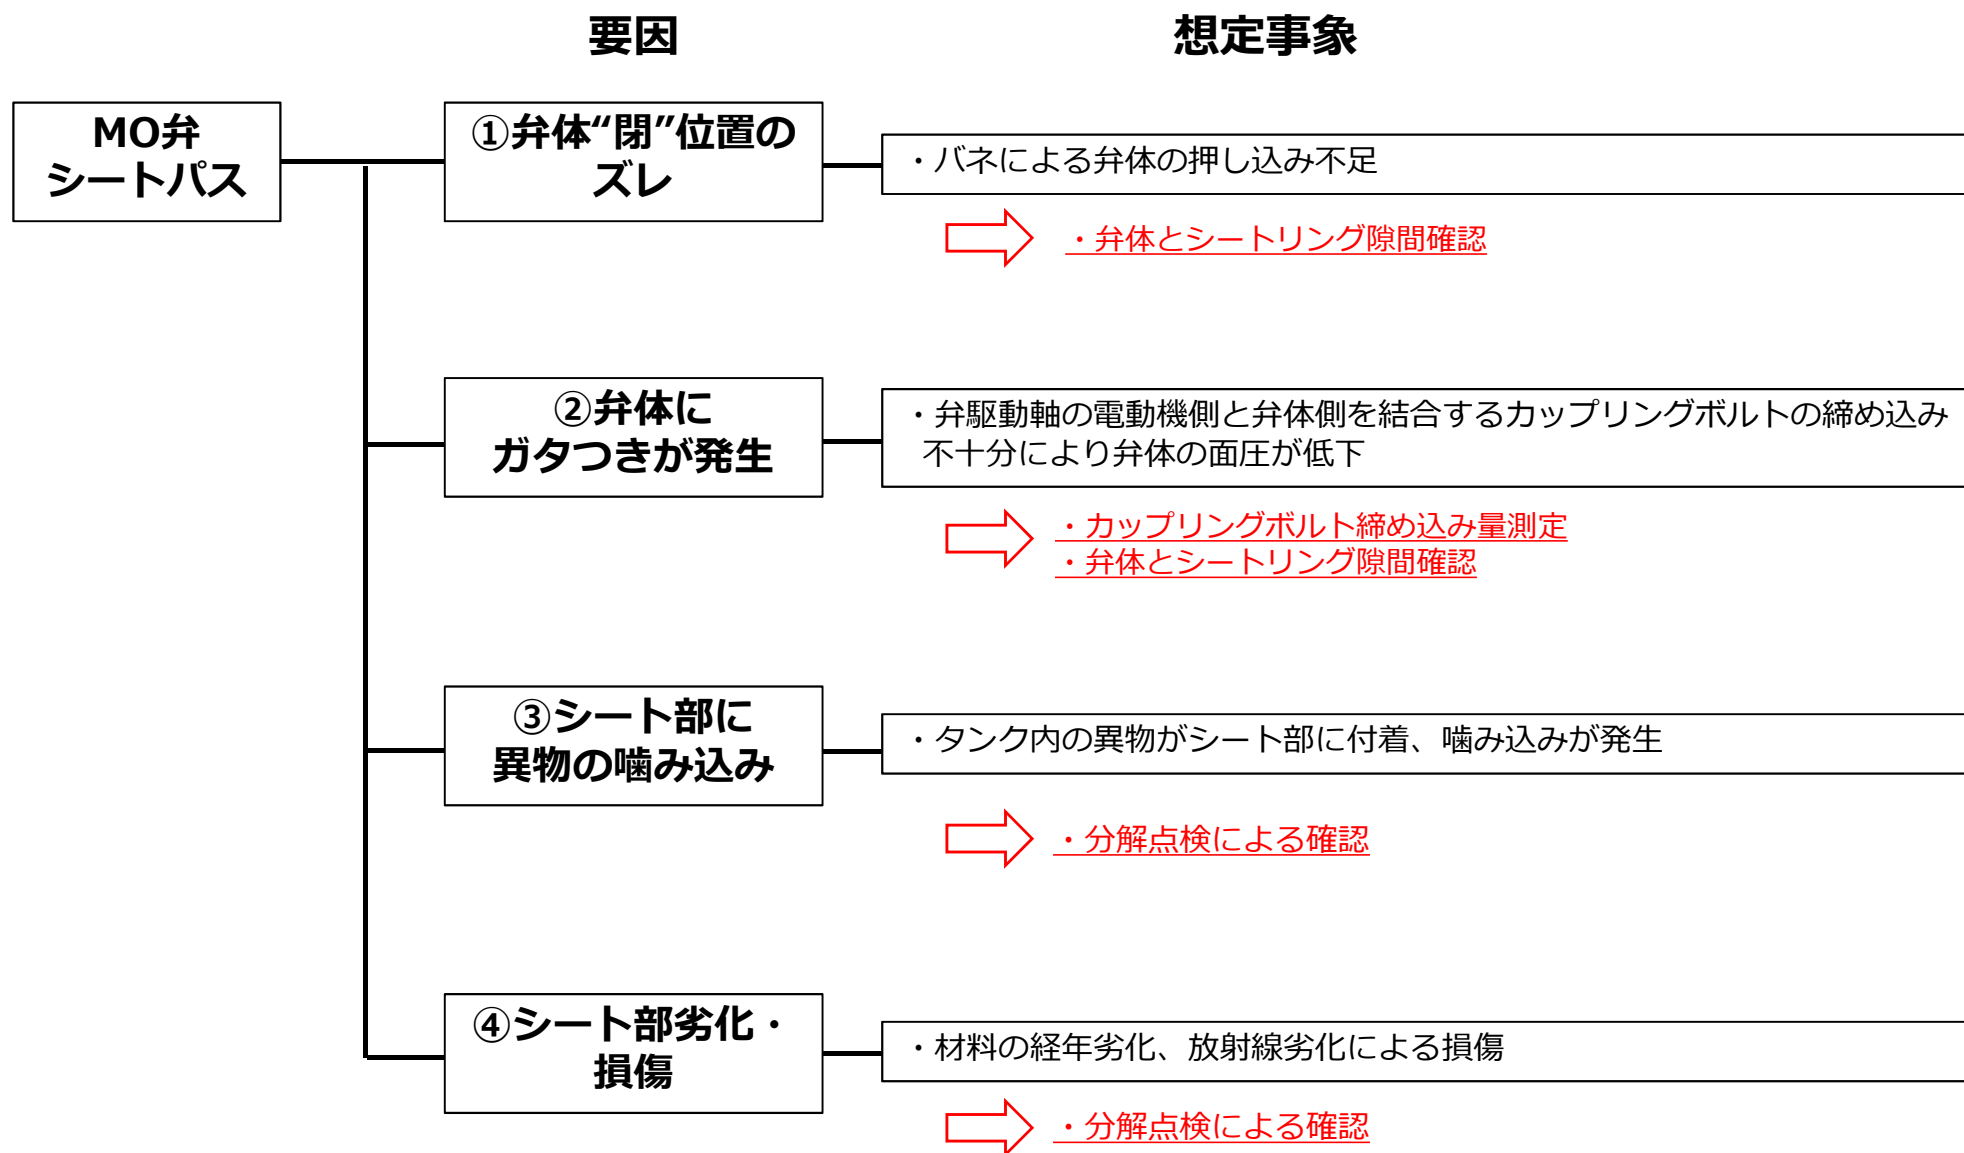 要因
想定事象
MO弁
シートパス
①弁体“閉”位置の
ズレ
・バネによる弁体の押し込み不足
・弁体とシートリング隙間確認
②弁体に
ガタつきが発生
・弁駆動軸の電動機側と弁体側を結合するカップリングボルトの締め込み
不十分により弁体の面圧が低下
・カップリングボルト締め込み量測定
・弁体とシートリング隙間確認
③シート部に
異物の噛み込み
・タンク内の異物がシート部に付着、噛み込みが発生
・分解点検による確認
④シート部劣化・
損傷
・材料の経年劣化、放射線劣化による損傷
・分解点検による確認